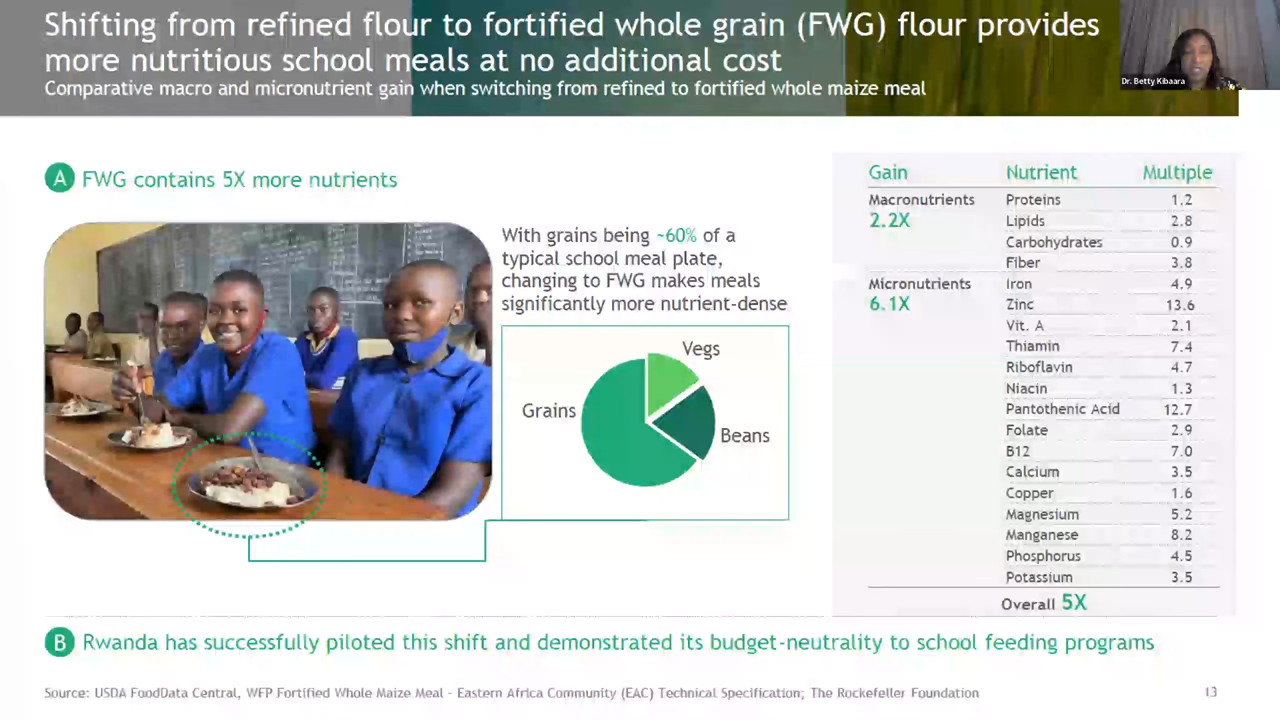 Shifting from refined flour to fortified whole grain (FWG) flour provides
more nutritious school meals at no additional cost
Comparative macro and micronutrient gain when switching from refined to fortified whole maize meal
Dr. Betty Kibaara
A FWG contains 5X more nutrients
With grains being ~60% of a
typical school meal plate,
changing to FWG makes meals
significantly more nutrient-dense
Vegs
Grains
Beans
Gain Nutrient Multiple
Macronutrients Proteins 1.2
2.2X Lipids 2.8
Carbohydrates 0.9
Fiber 3.8
Micronutrients Iron 4.9
6.1X Zinc 13.6
Vit. A 2.1
Thiamin 7.4
Riboflavin 4.7
Niacin 1.3
Pantothenic Acid 12.7
Folate 2.9
B12 7.0
Calcium 3.5
Copper 1.6
Magnesium 5.2
Manganese 8.2
Phosphorus 4.5
Potassium 3.5
Overall 5X
B Rwanda has successfully piloted this shift and demonstrated its budget-neutrality to school feeding programs
Source: USDA FoodData Central, WFP Fortified Whole Maize Meal - Eastern Africa Community (EAC) Technical Specification; The Rockefeller Foundation
13